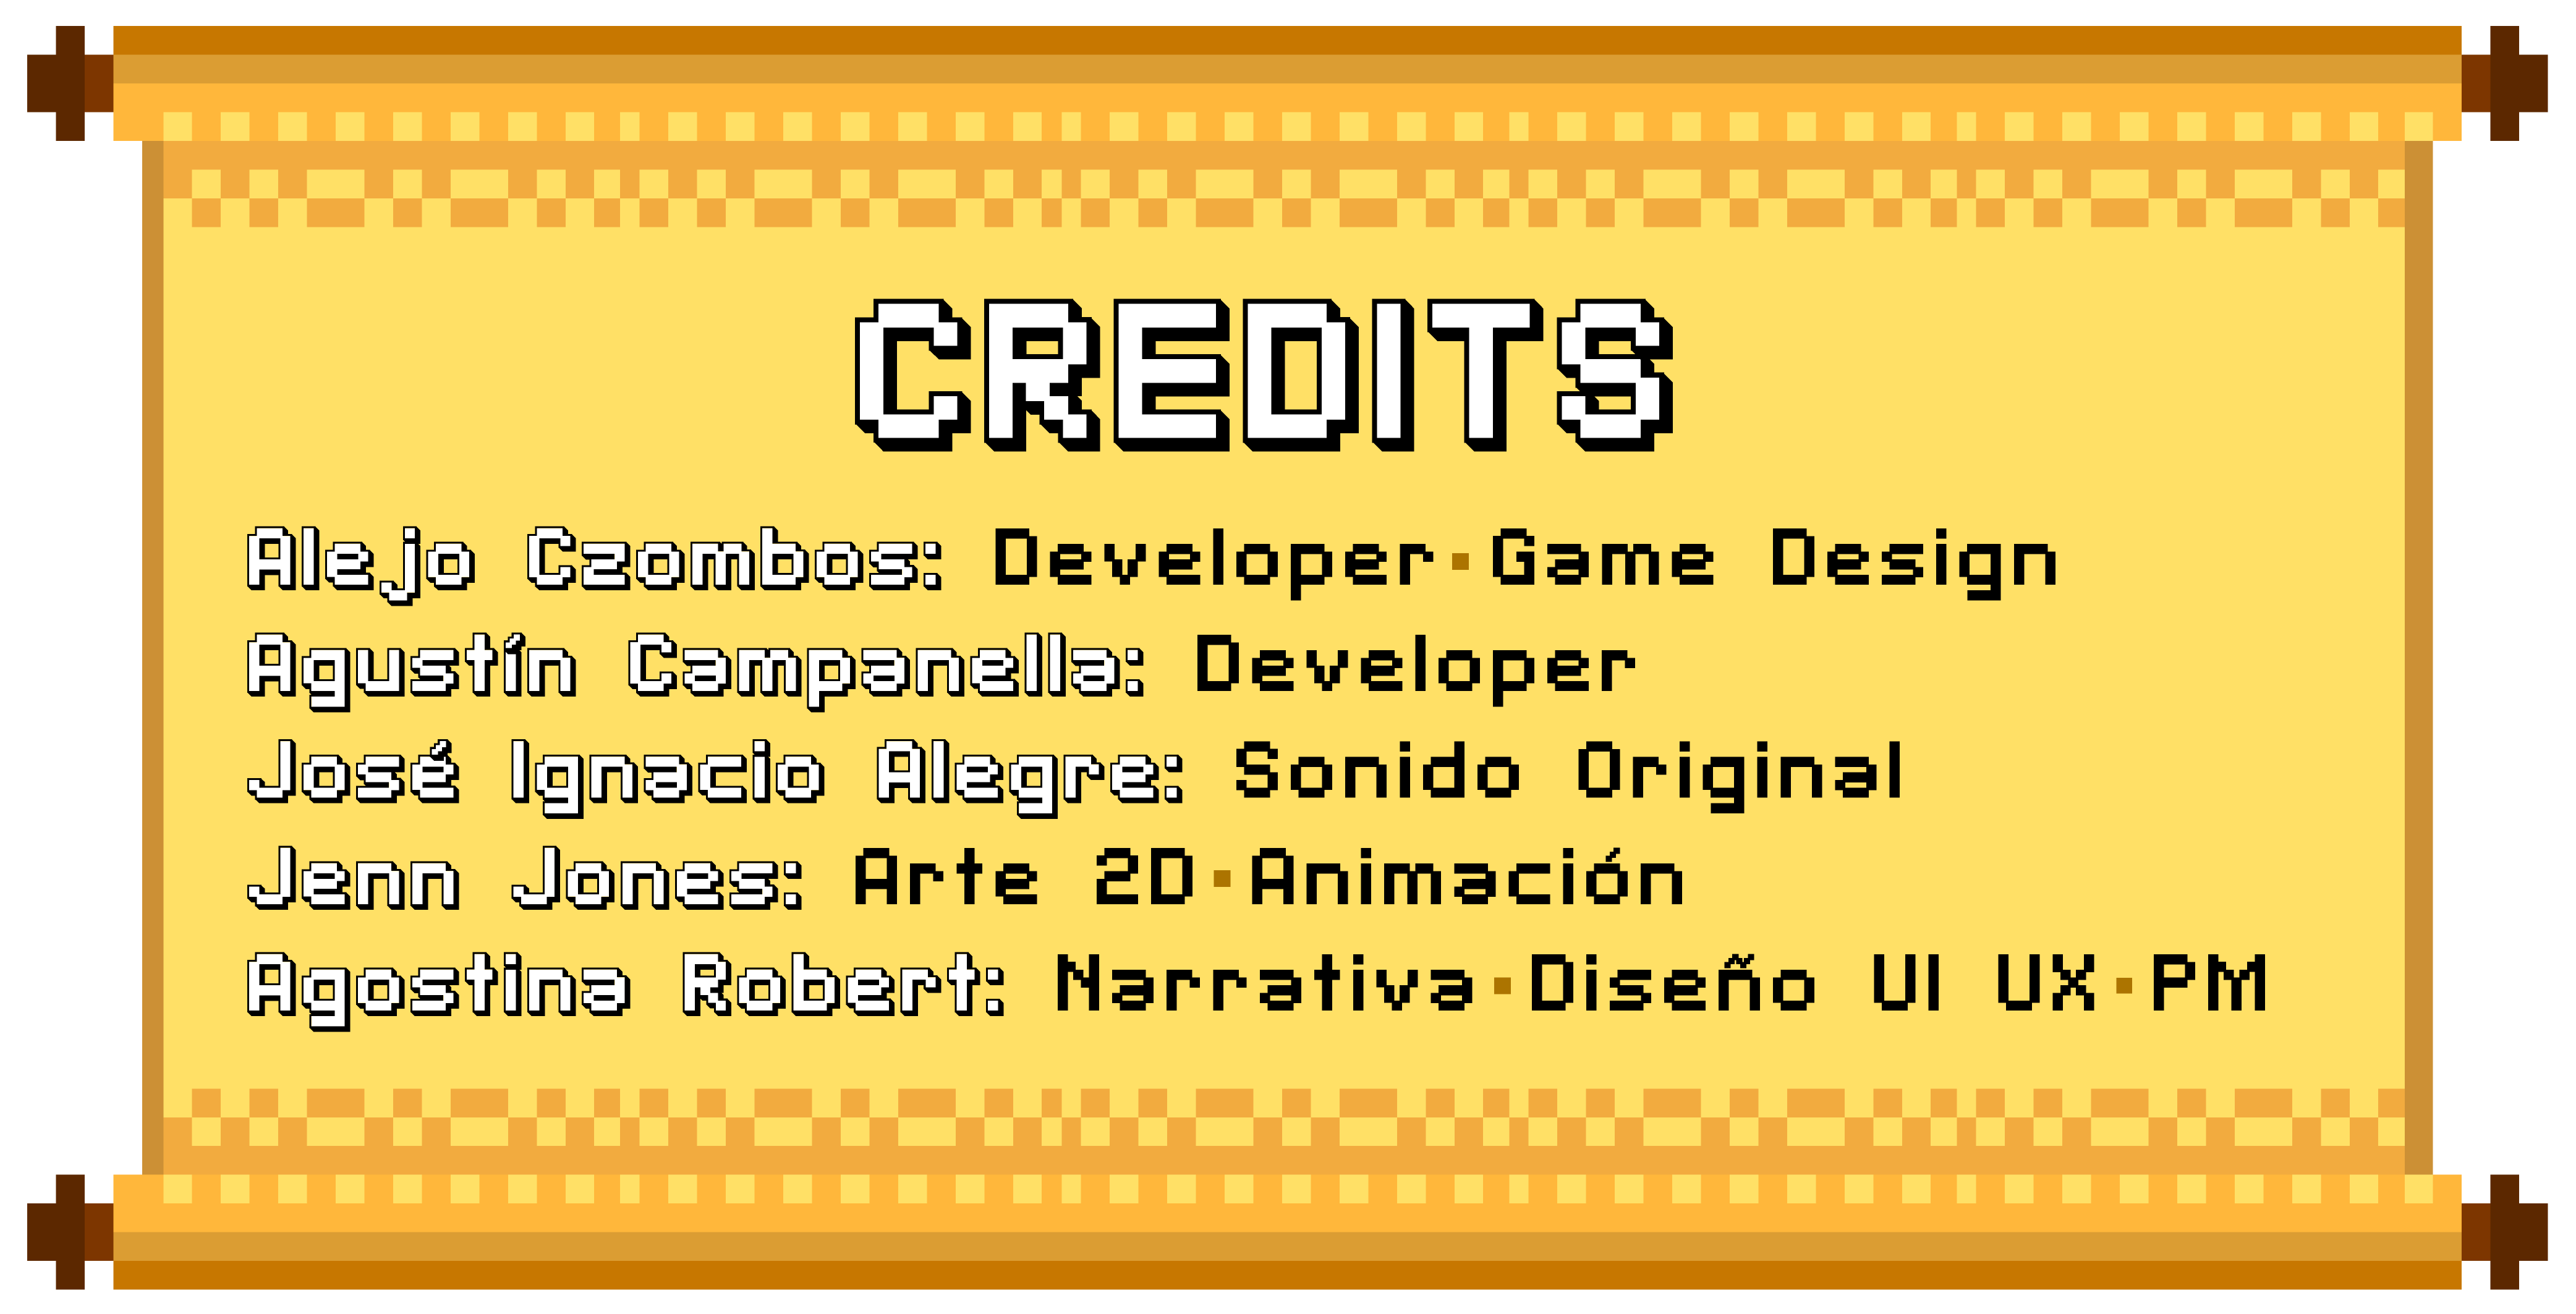 CREDITS
Alejo Czombos: Developer·Game Design
Agustín Campanella: Developer
José Ignacio Alegre: Sonido Original
Jenn Jones: Arte 2D·Animación
Agostina Robert: Narrativa·Diseño UI UX·PM